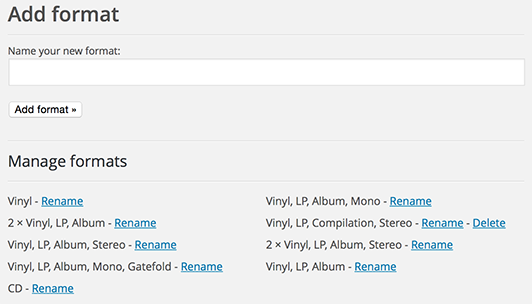 Add format
Name your new format:
Add format »
Manage formats
Vinyl - Rename
2 × Vinyl, LP, Album - Rename
Vinyl, LP, Album, Stereo - Rename
Vinyl, LP, Album, Mono, Gatefold - Rename
CD - Rename
Vinyl, LP, Album, Mono - Rename
Vinyl, LP, Compilation, Stereo - Rename - Delete
2 × Vinyl, LP, Album, Stereo - Rename
Vinyl, LP, Album - Rename